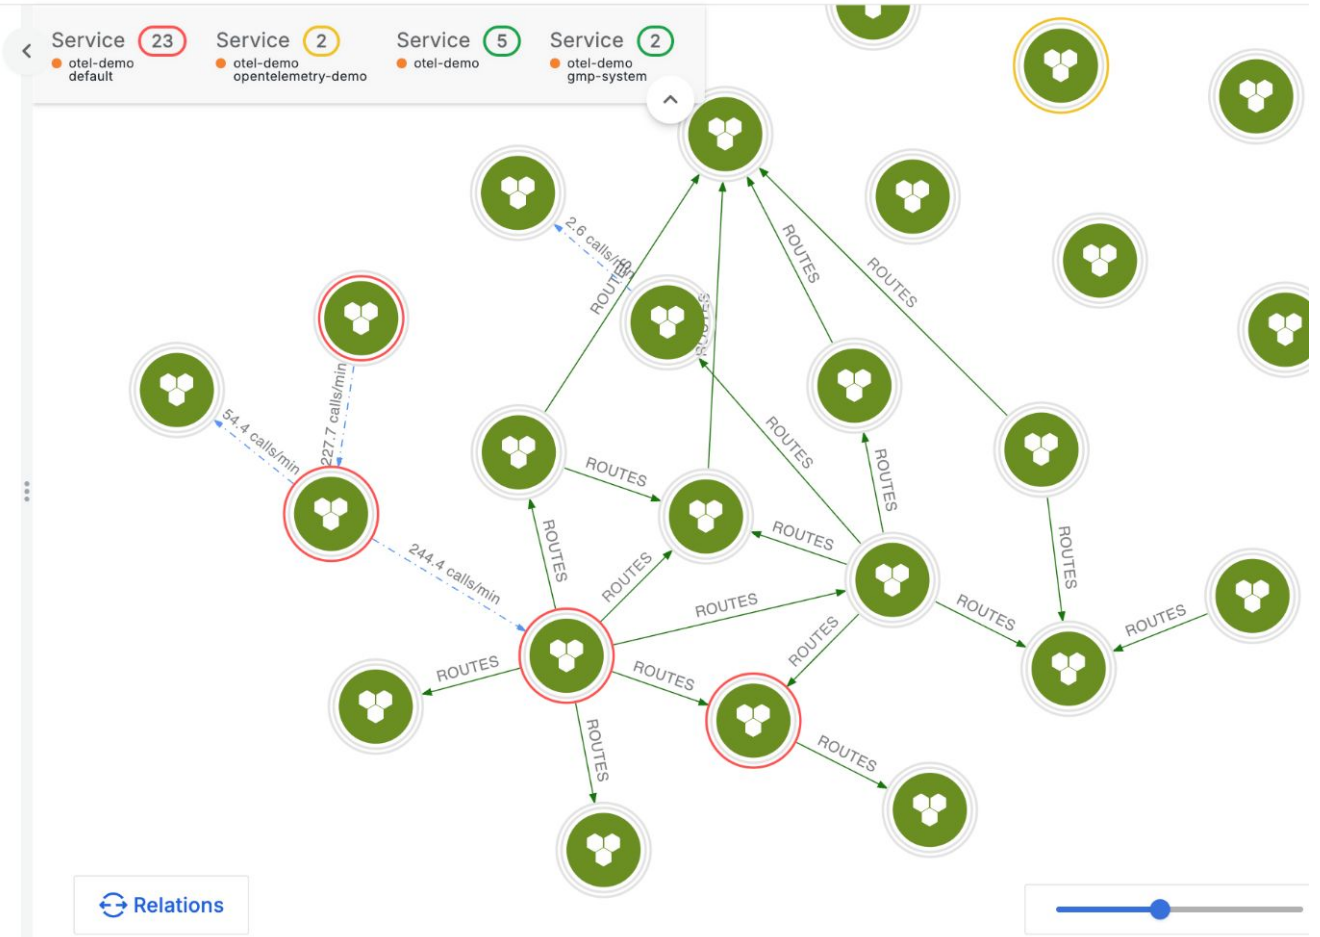 Service 23
otel-demo
default
Service 2
otel-demo
opentelemetry-demo
Service 5
otel-demo
Service 2
otel-demo
gmp-system
2.6 calls/min
ROUTES
ROUTES
ROUTES
ROUTES
227.7 calls/min
54.4 calls/min
ROUTES
ROUTES
ROUTES
ROUTES
ROUTES
ROUTES
244.4 calls/min
ROUTES
ROUTES
ROUTES
ROUTES
ROUTES
ROUTES
ROUTES
ROUTES
ROUTES
ROUTES
Relations